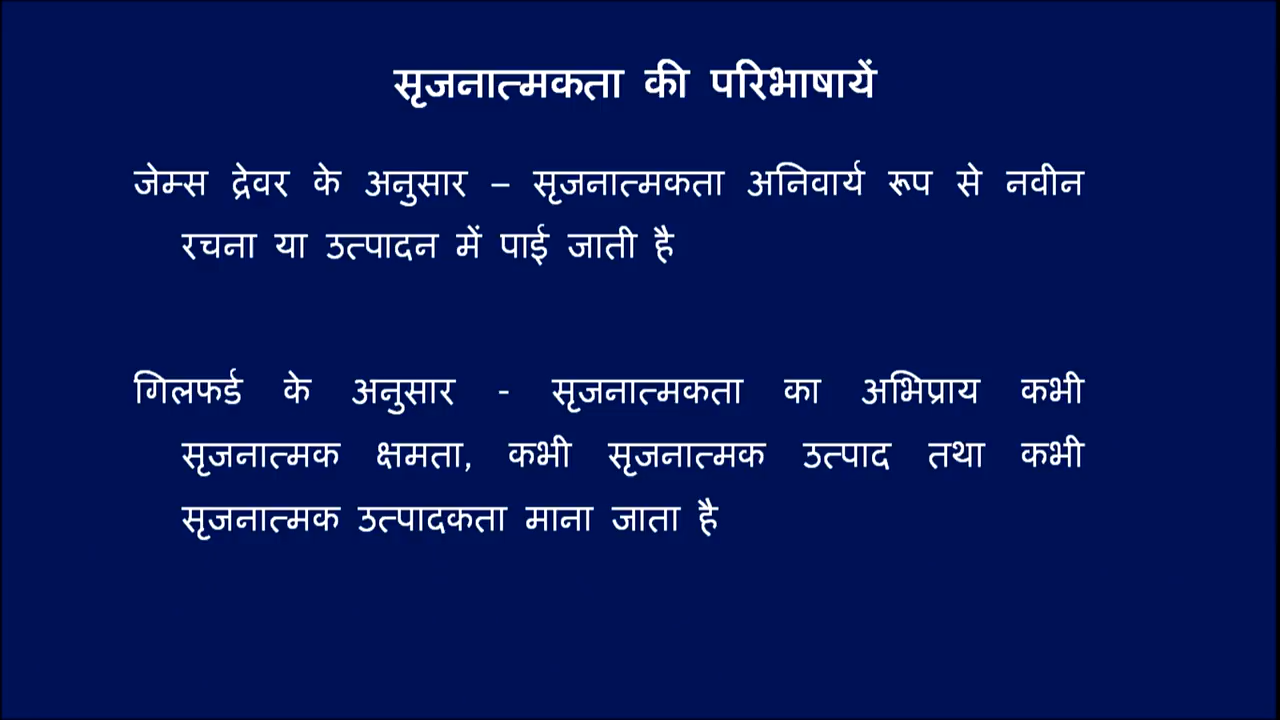 सृजनात्मकता की परिभाषायें
जेम्स द्रेवर के अनुसार – सृजनात्मकता अनिवार्य रूप से नवीन
रचना या उत्पादन में पाई जाती है
गिलफर्ड के अनुसार - सृजनात्मकता का अभिप्राय कभी
सृजनात्मक क्षमता, कभी सृजनात्मक उत्पाद तथा कभी
सृजनात्मक उत्पादकता माना जाता है